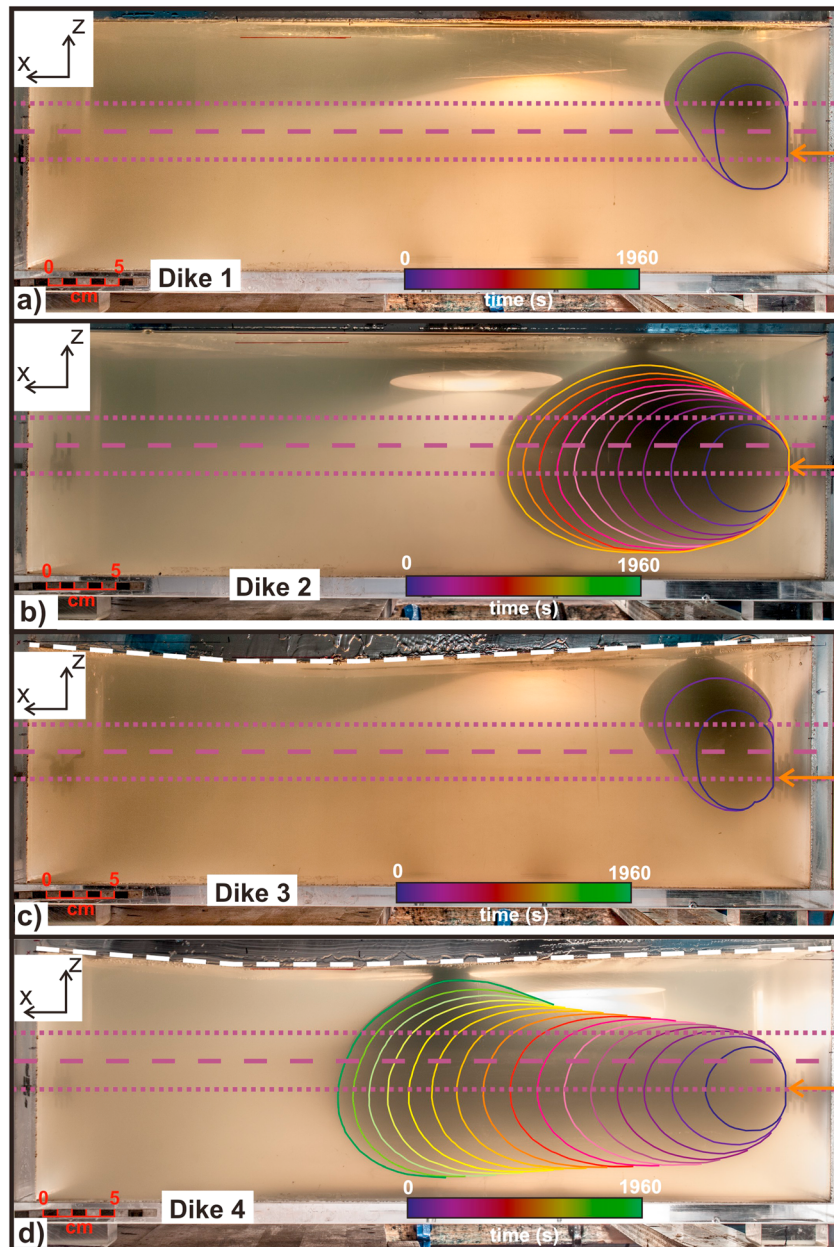 z
x
0 5
cm
Dike 1
0 1960
time (s)
a)
z
x
0 5
cm
Dike 2
0 1960
time (s)
b)
z
x
0 5
cm
Dike 3
0 1960
time (s)
c)
z
x
0 5
cm
Dike 4
0 1960
time (s)
d)